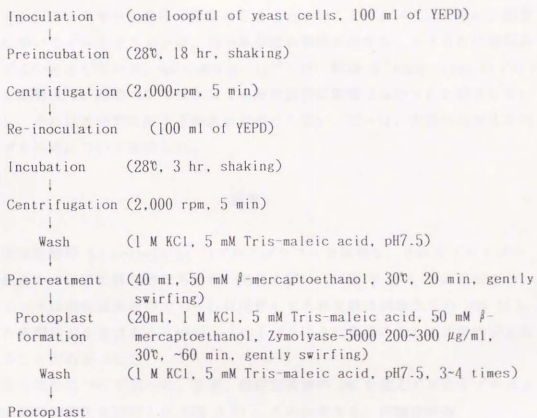 Inoculation (one loopful of yeast cells, 100 ml of YEPD)
↓
Preincubation (28℃, 18 hr, shaking)
↓
Centrifugation (2,000rpm, 5 min)
↓
Re-inoculation (100 ml of YEPD)
↓
Incubation (28℃, 3 hr, shaking)
↓
Centrifugation (2,000 rpm, 5 min)
↓
Wash (1 M KCl, 5 mM Tris-maleic acid, pH7.5)
↓
Pretreatment (40 ml, 50 mM β-mercaptoethanol, 30℃, 20 min, gently
↓ swirfing)
Protoplast (20ml, 1 M KCl, 5 mM Tris-maleic acid, 50 mM β-
formation mercaptoethanol, Zymolyase-5000 200~300 μg/ml,
↓ 30℃, ~60 min, gently swirfing)
Wash (1 M KCl, 5 mM Tris-maleic acid, pH7.5, 3~4 times)
↓
Protoplast